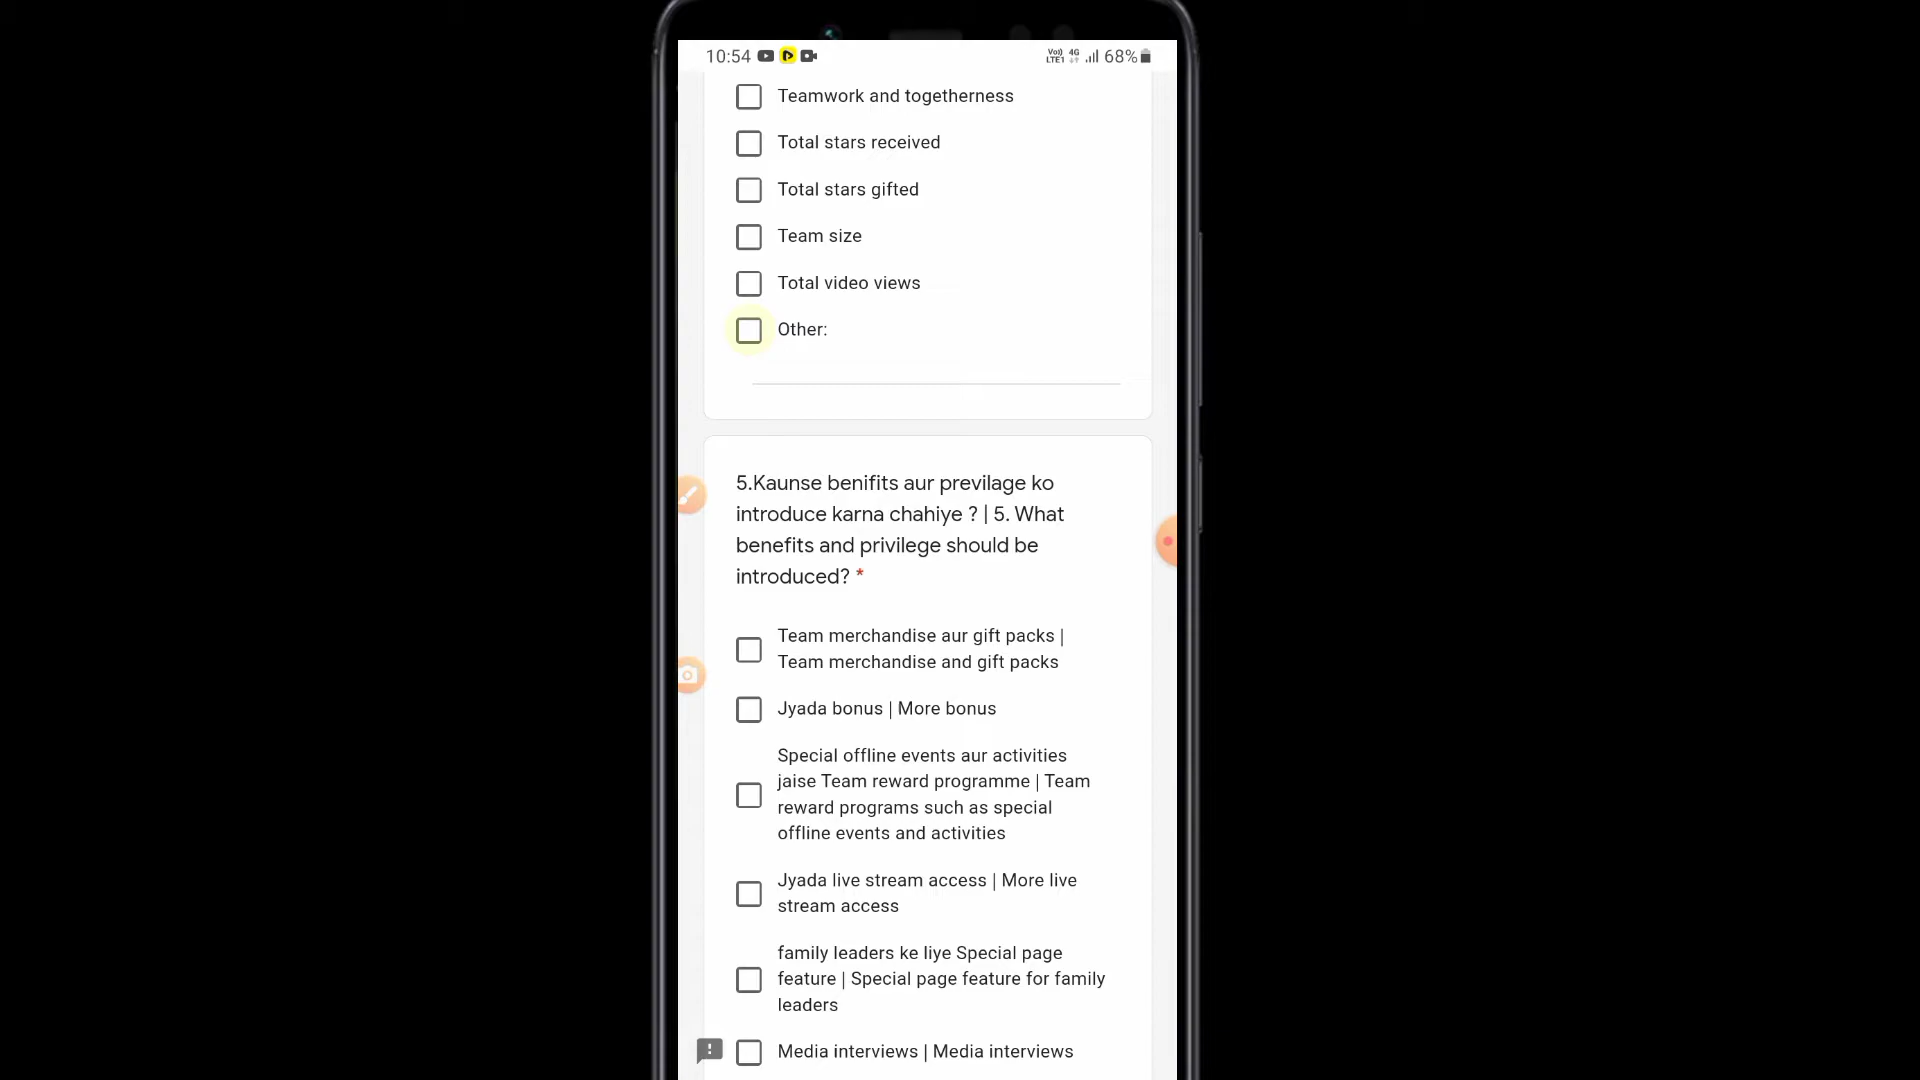 10:54
Vo)) 4G
LTE1 68%
Teamwork and togetherness
Total stars received
Total stars gifted
Team size
Total video views
Other:
5.Kaunse benifits aur previlage ko
introduce karna chahiye ? | 5. What
benefits and privilege should be
introduced? *
Team merchandise aur gift packs |
Team merchandise and gift packs
Jyada bonus | More bonus
Special offline events aur activities
jaise Team reward programme | Team
reward programs such as special
offline events and activities
Jyada live stream access | More live
stream access
family leaders ke liye Special page
feature | Special page feature for family
leaders
Media interviews | Media interviews